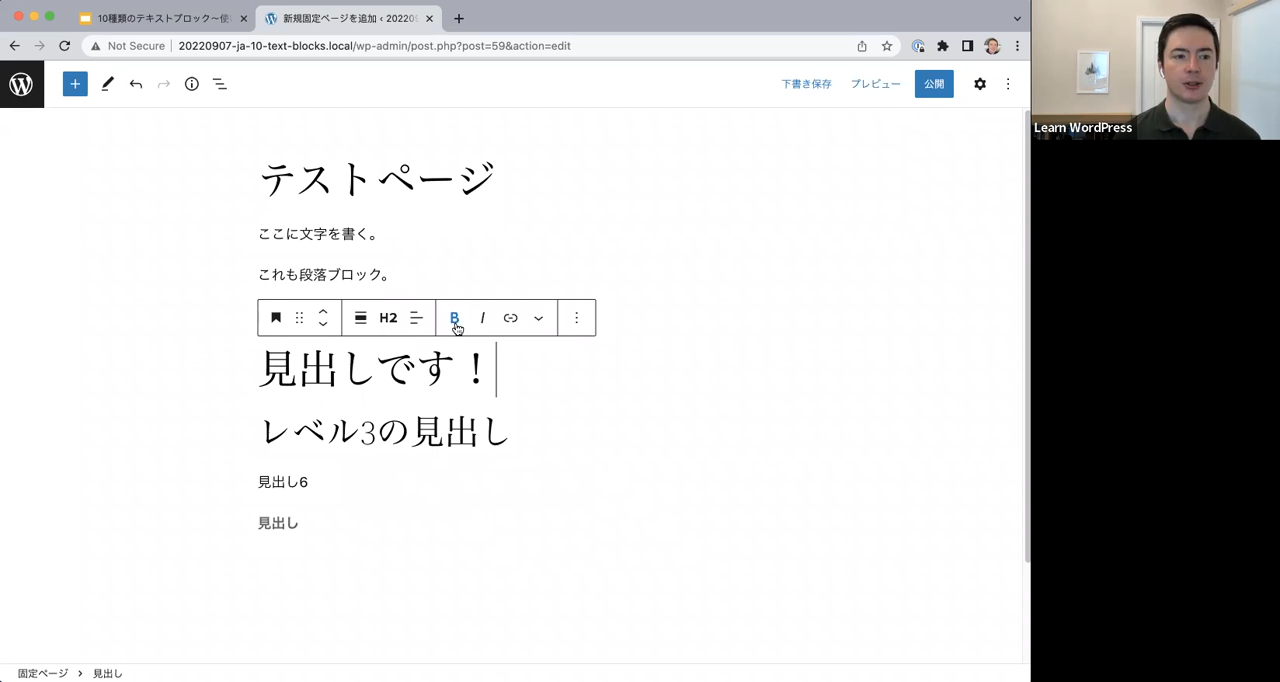 10種類のテキストブロック〜使
新規固定ページを追加 ‹ 20220
Not Secure
20220907-ja-10-text-blocks.local/wp-admin/post.php?post=59&action=edit
下書き保存
プレビュー
公開
Learn WordPress
テストページ
ここに文字を書く。
これも段落ブロック。
H2
B
I
見出しです！
レベル3の見出し
見出し6
見出し
固定ページ › 見出し